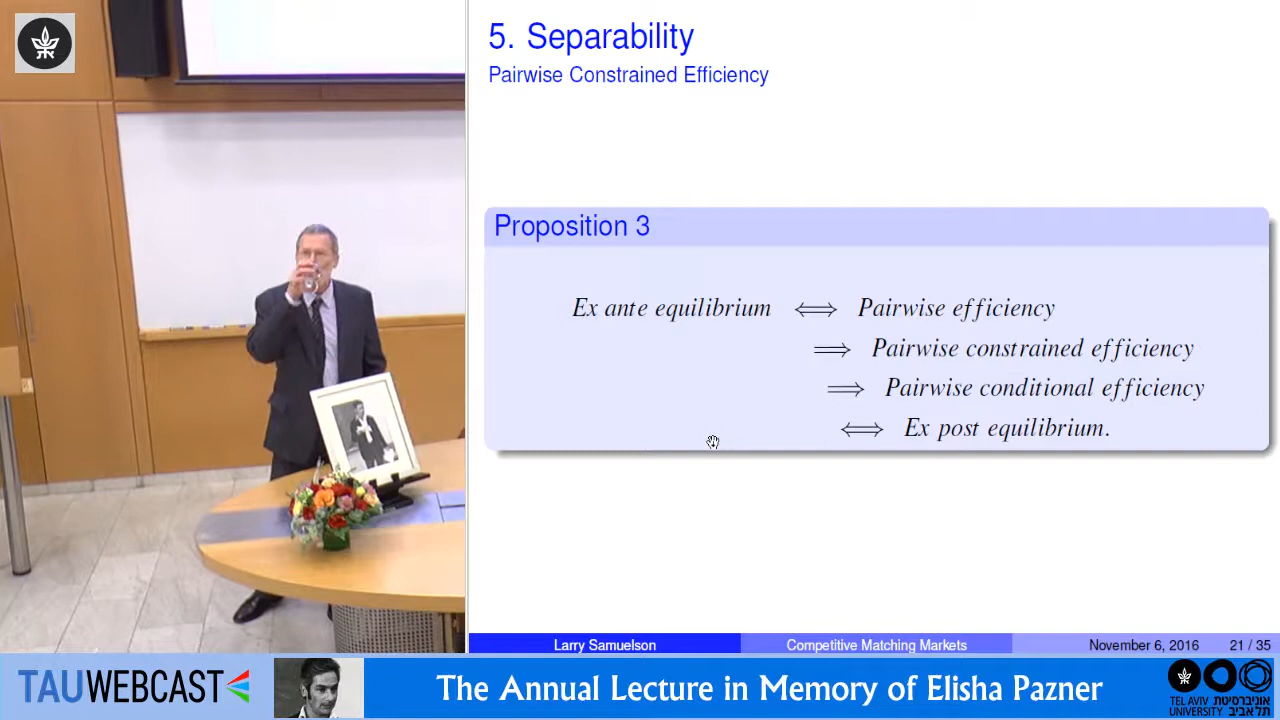 5. Separability
Pairwise Constrained Efficiency
Proposition 3
Ex ante equilibrium ⟺ Pairwise efficiency
⟹ Pairwise constrained efficiency
⟹ Pairwise conditional efficiency
⟺ Ex post equilibrium.
Larry Samuelson Competitive Matching Markets November 6, 2016 21 / 35
TAUWEBCAST
The Annual Lecture in Memory of Elisha Pazner
TEL AVIV אוניברסיטת
UNIVERSITY תל אביב